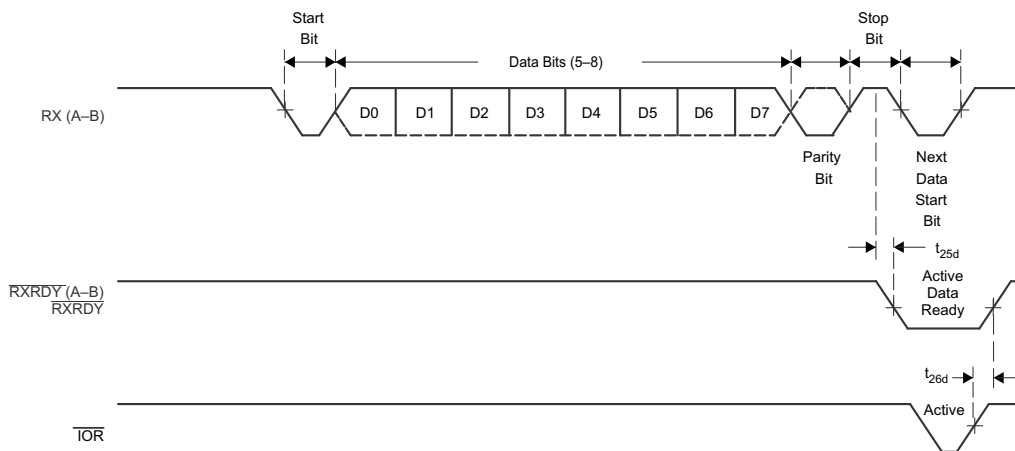 Start
Bit
Stop
Bit
Data Bits (5–8)
RX (A–B)
D0 D1 D2 D3 D4 D5 D6 D7
Parity
Bit
Next
Data
Start
Bit
t25d
RXRDY (A–B)
RXRDY
Active
Data
Ready
t26d
Active
IOR